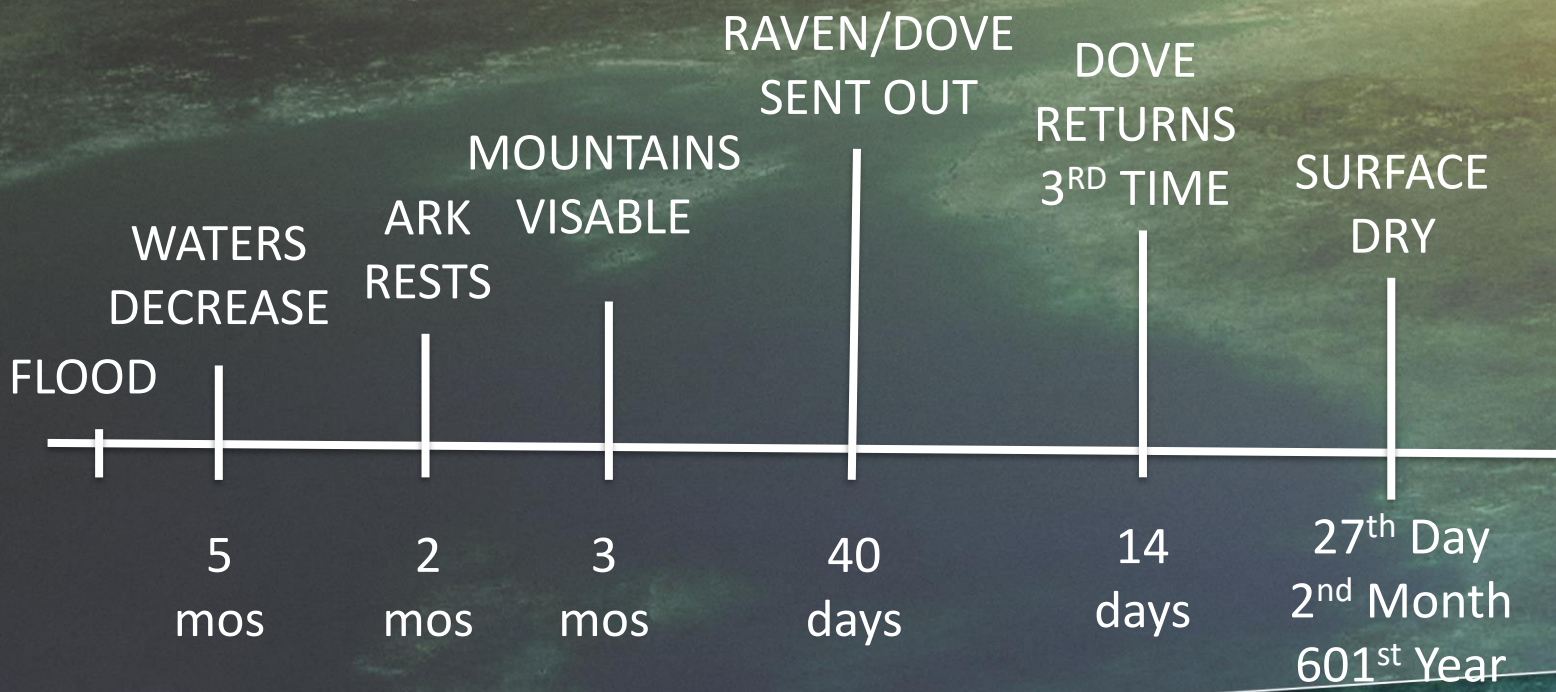 FLOOD
WATERS
DECREASE
ARK
RESTS
MOUNTAINS
VISABLE
RAVEN/DOVE
SENT OUT
DOVE
RETURNS
3RD TIME
SURFACE
DRY
5
mos
2
mos
3
mos
40
days
14
days
27th Day
2nd Month
601st Year